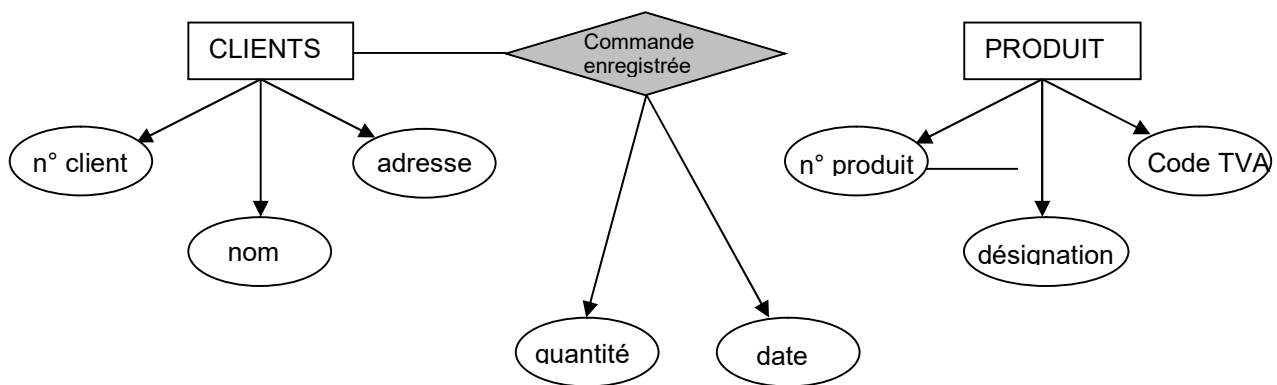 CLIENTS
Commande
enregistrée
PRODUIT
n° client
adresse
n° produit
Code TVA
nom
désignation
quantité
date